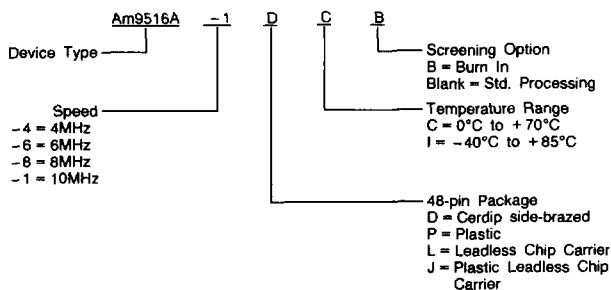 Am9516A -1 D C B
Device Type
Screening Option
B = Burn In
Blank = Std. Processing
Speed
-4 = 4MHz
-6 = 6MHz
-8 = 8MHz
-1 = 10MHz
Temperature Range
C = 0°C to +70°C
I = -40°C to +85°C
48-pin Package
D = Cerdip side-brazed
P = Plastic
L = Leadless Chip Carrier
J = Plastic Leadless Chip
Carrier